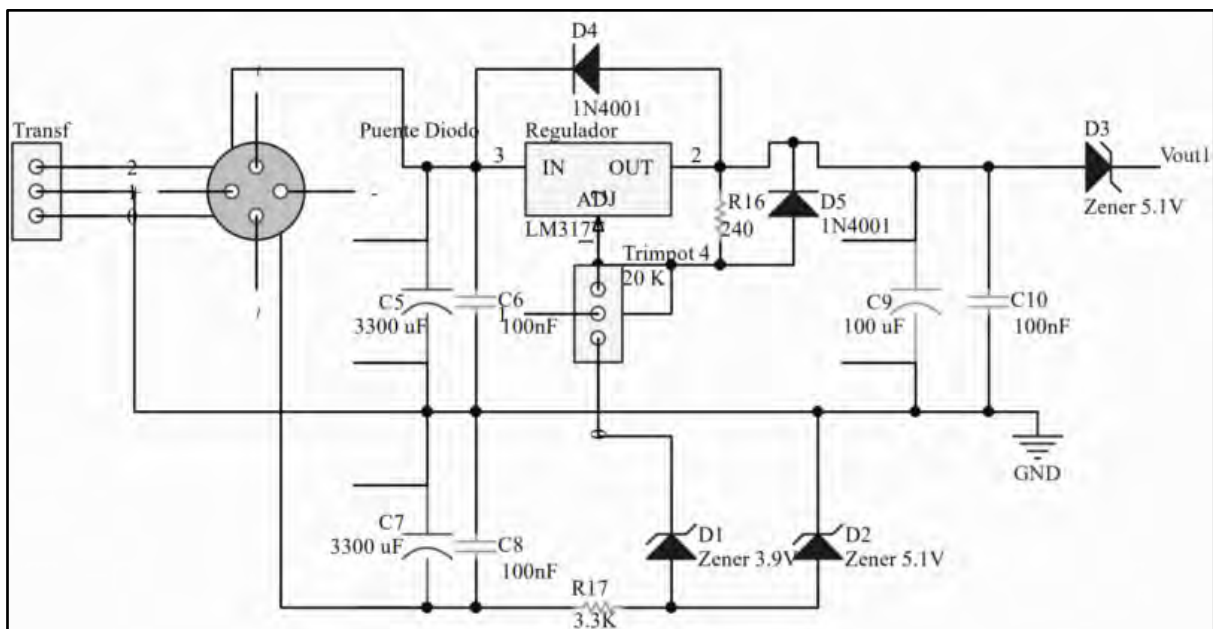 D4
1N4001
Transf
Puente Diodo
Regulador
D3
Vout1
2
3
IN
OUT
2
ADJ
Zener 5.1V
R16
240
D5
1N4001
LM317
1
Trimpot 4
20 K
C5
3300 uF
C6
100nF
C9
100 uF
C10
100nF
GND
C7
3300 uF
C8
100nF
D1
Zener 3.9V
D2
Zener 5.1V
R17
3.3K